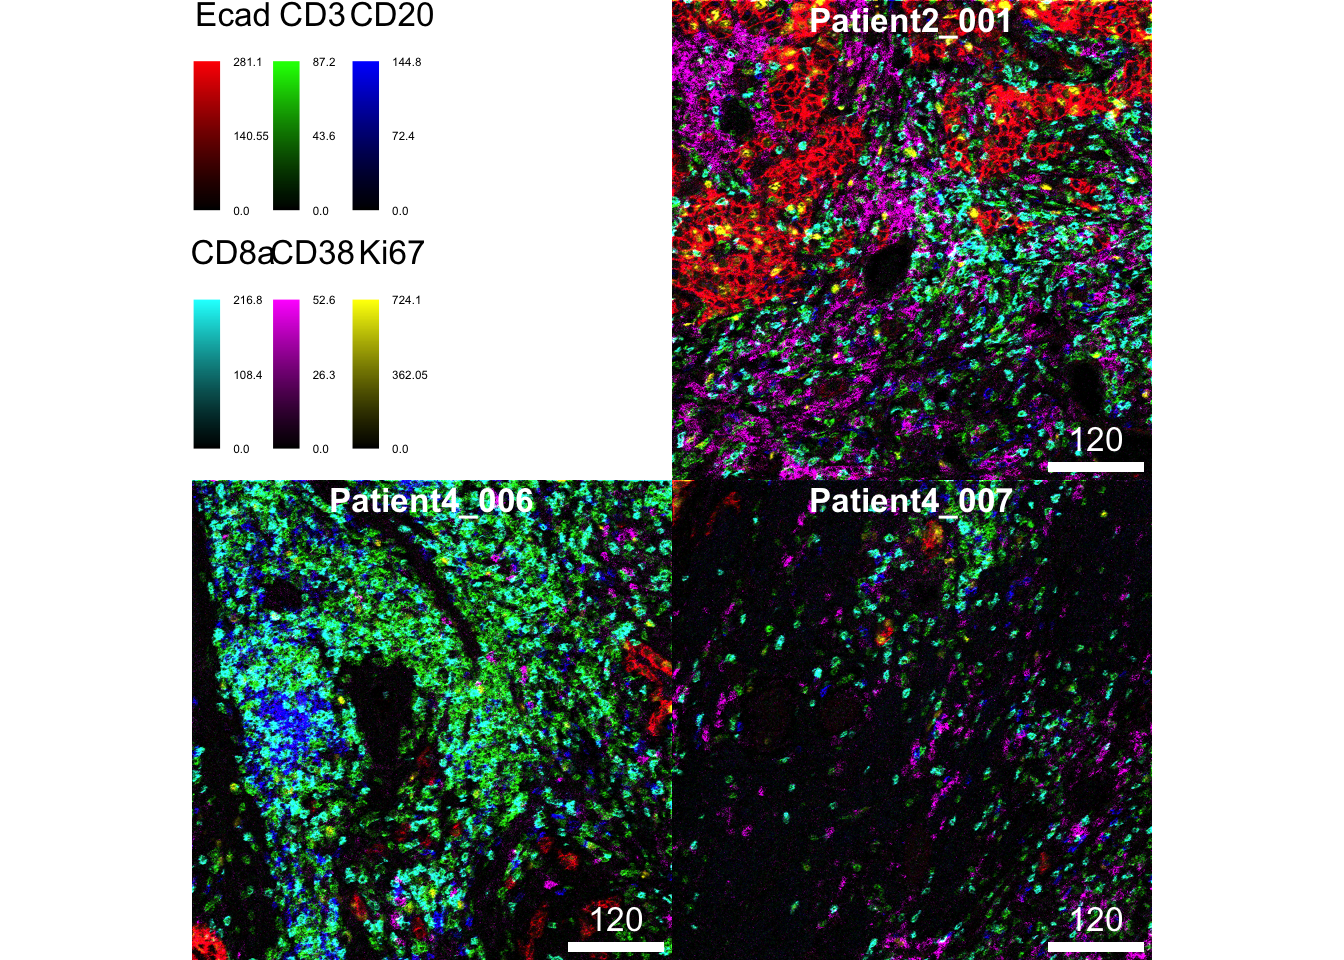 Ecad CD3 CD20
281.1 87.2 144.8
140.55 43.6 72.4
0.0 0.0 0.0
CD8a CD38 Ki67
216.8 52.6 724.1
108.4 26.3 362.05
0.0 0.0 0.0
Patient2_001
120
Patient4_006
120
Patient4_007
120